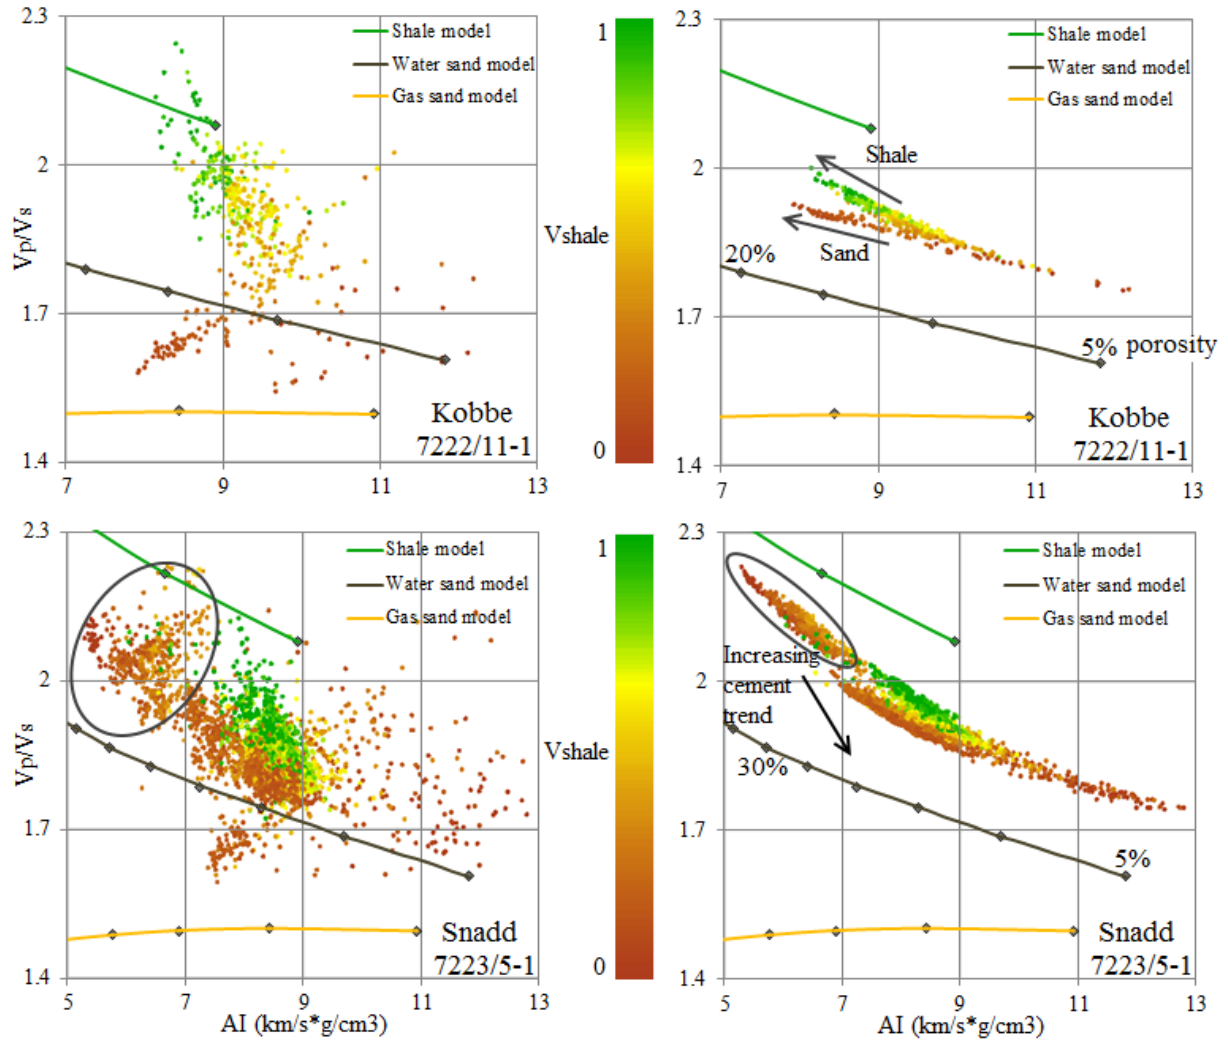 2.3
2
1.7
1.4
Vp/Vs
Shale model
Water sand model
Gas sand model
Kobbe
7222/11-1
7
9
11
13
1
Vshale
0
2.3
2
1.7
1.4
Shale model
Water sand model
Gas sand model
Shale
Sand
20%
5% porosity
Kobbe
7222/11-1
7
9
11
13
2.3
2
1.7
1.4
Vp/Vs
Shale model
Water sand model
Gas sand model
Snadd
7223/5-1
5
7
9
11
13
AI (km/s*g/cm3)
1
Vshale
0
2.3
2
1.7
1.4
Shale model
Water sand model
Gas sand model
Increasing
cement
trend
30%
5%
Snadd
7223/5-1
5
7
9
11
13
AI (km/s*g/cm3)